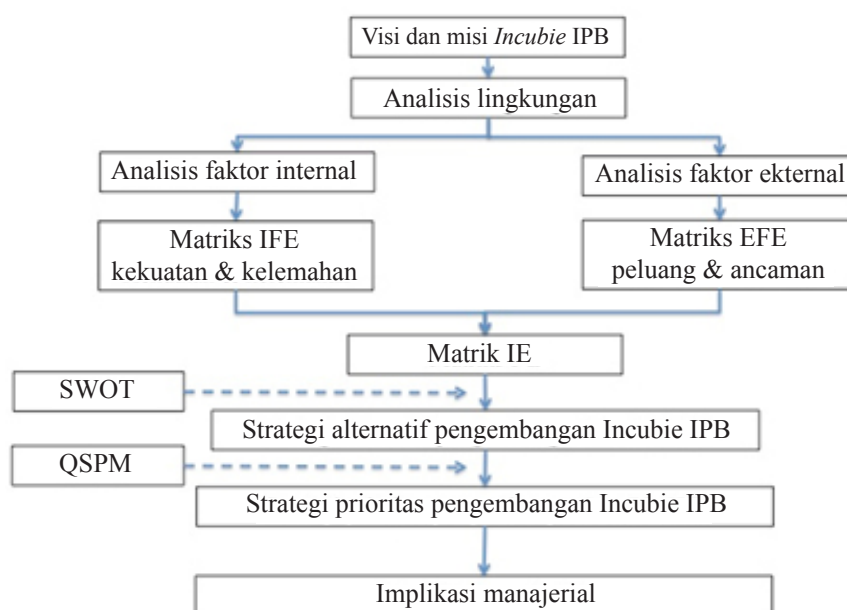 Visi dan misi Incubie IPB
Analisis lingkungan
Analisis faktor internal
Analisis faktor ekternal
Matriks IFE
kekuatan & kelemahan
Matriks EFE
peluang & ancaman
Matrik IE
SWOT
Strategi alternatif pengembangan Incubie IPB
QSPM
Strategi prioritas pengembangan Incubie IPB
Implikasi manajerial